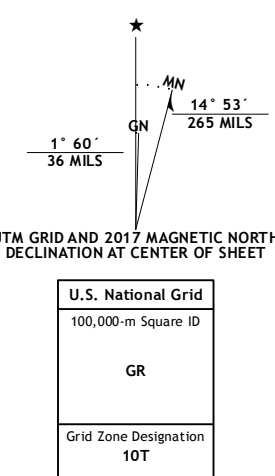 MN
GN
14° 53´
265 MILS
1° 60´
36 MILS
UTM GRID AND 2017 MAGNETIC NORTH
DECLINATION AT CENTER OF SHEET
U.S. National Grid
100,000-m Square ID
GR
Grid Zone Designation
10T